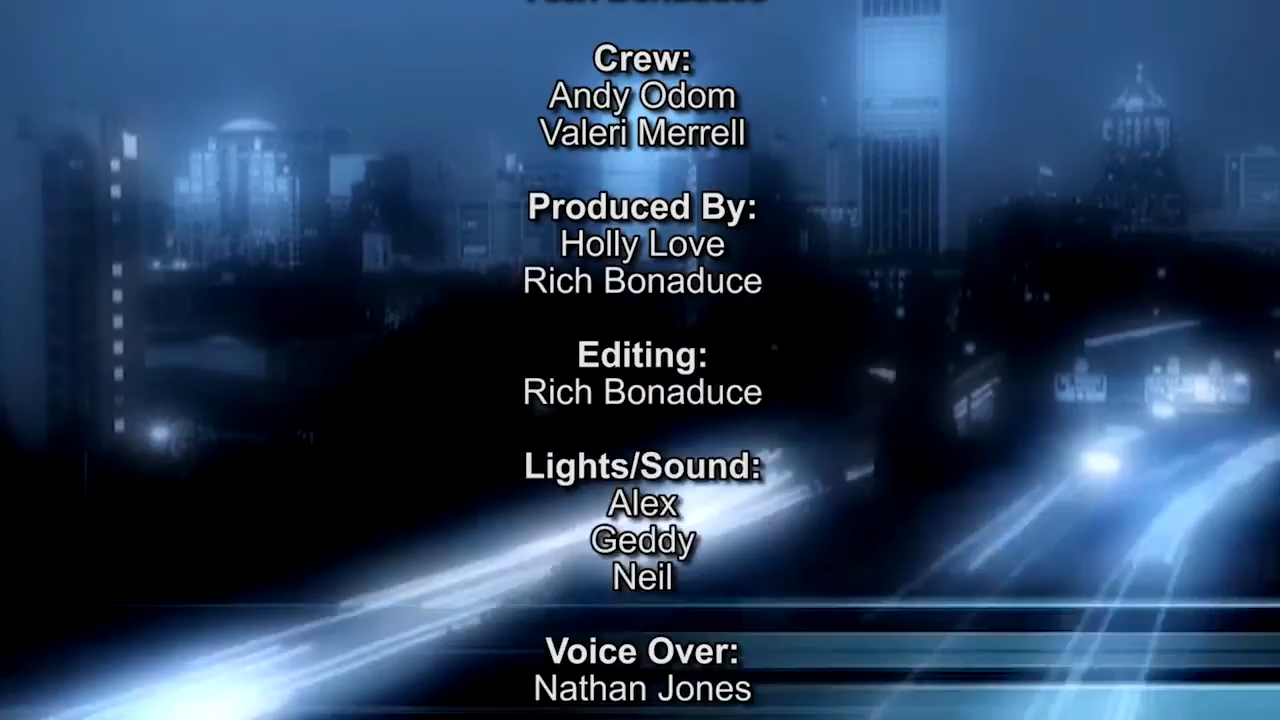 Crew:
Andy Odom
Valeri Merrell
Produced By:
Holly Love
Rich Bonaduce
Editing:
Rich Bonaduce
Lights/Sound:
Alex
Geddy
Neil
Voice Over:
Nathan Jones